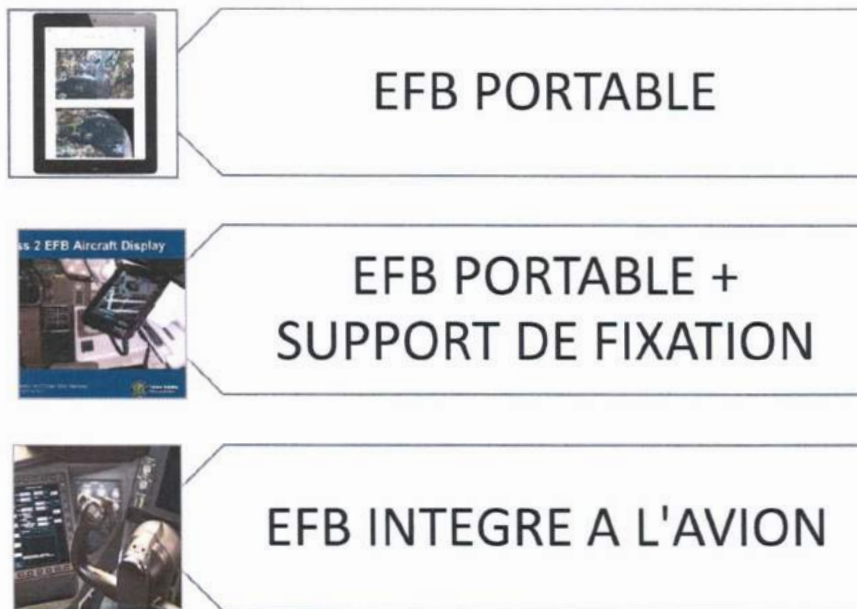 EFB PORTABLE
ss 2 EFB Aircraft Display
EFB PORTABLE +
SUPPORT DE FIXATION
EFB INTEGRE A L'AVION